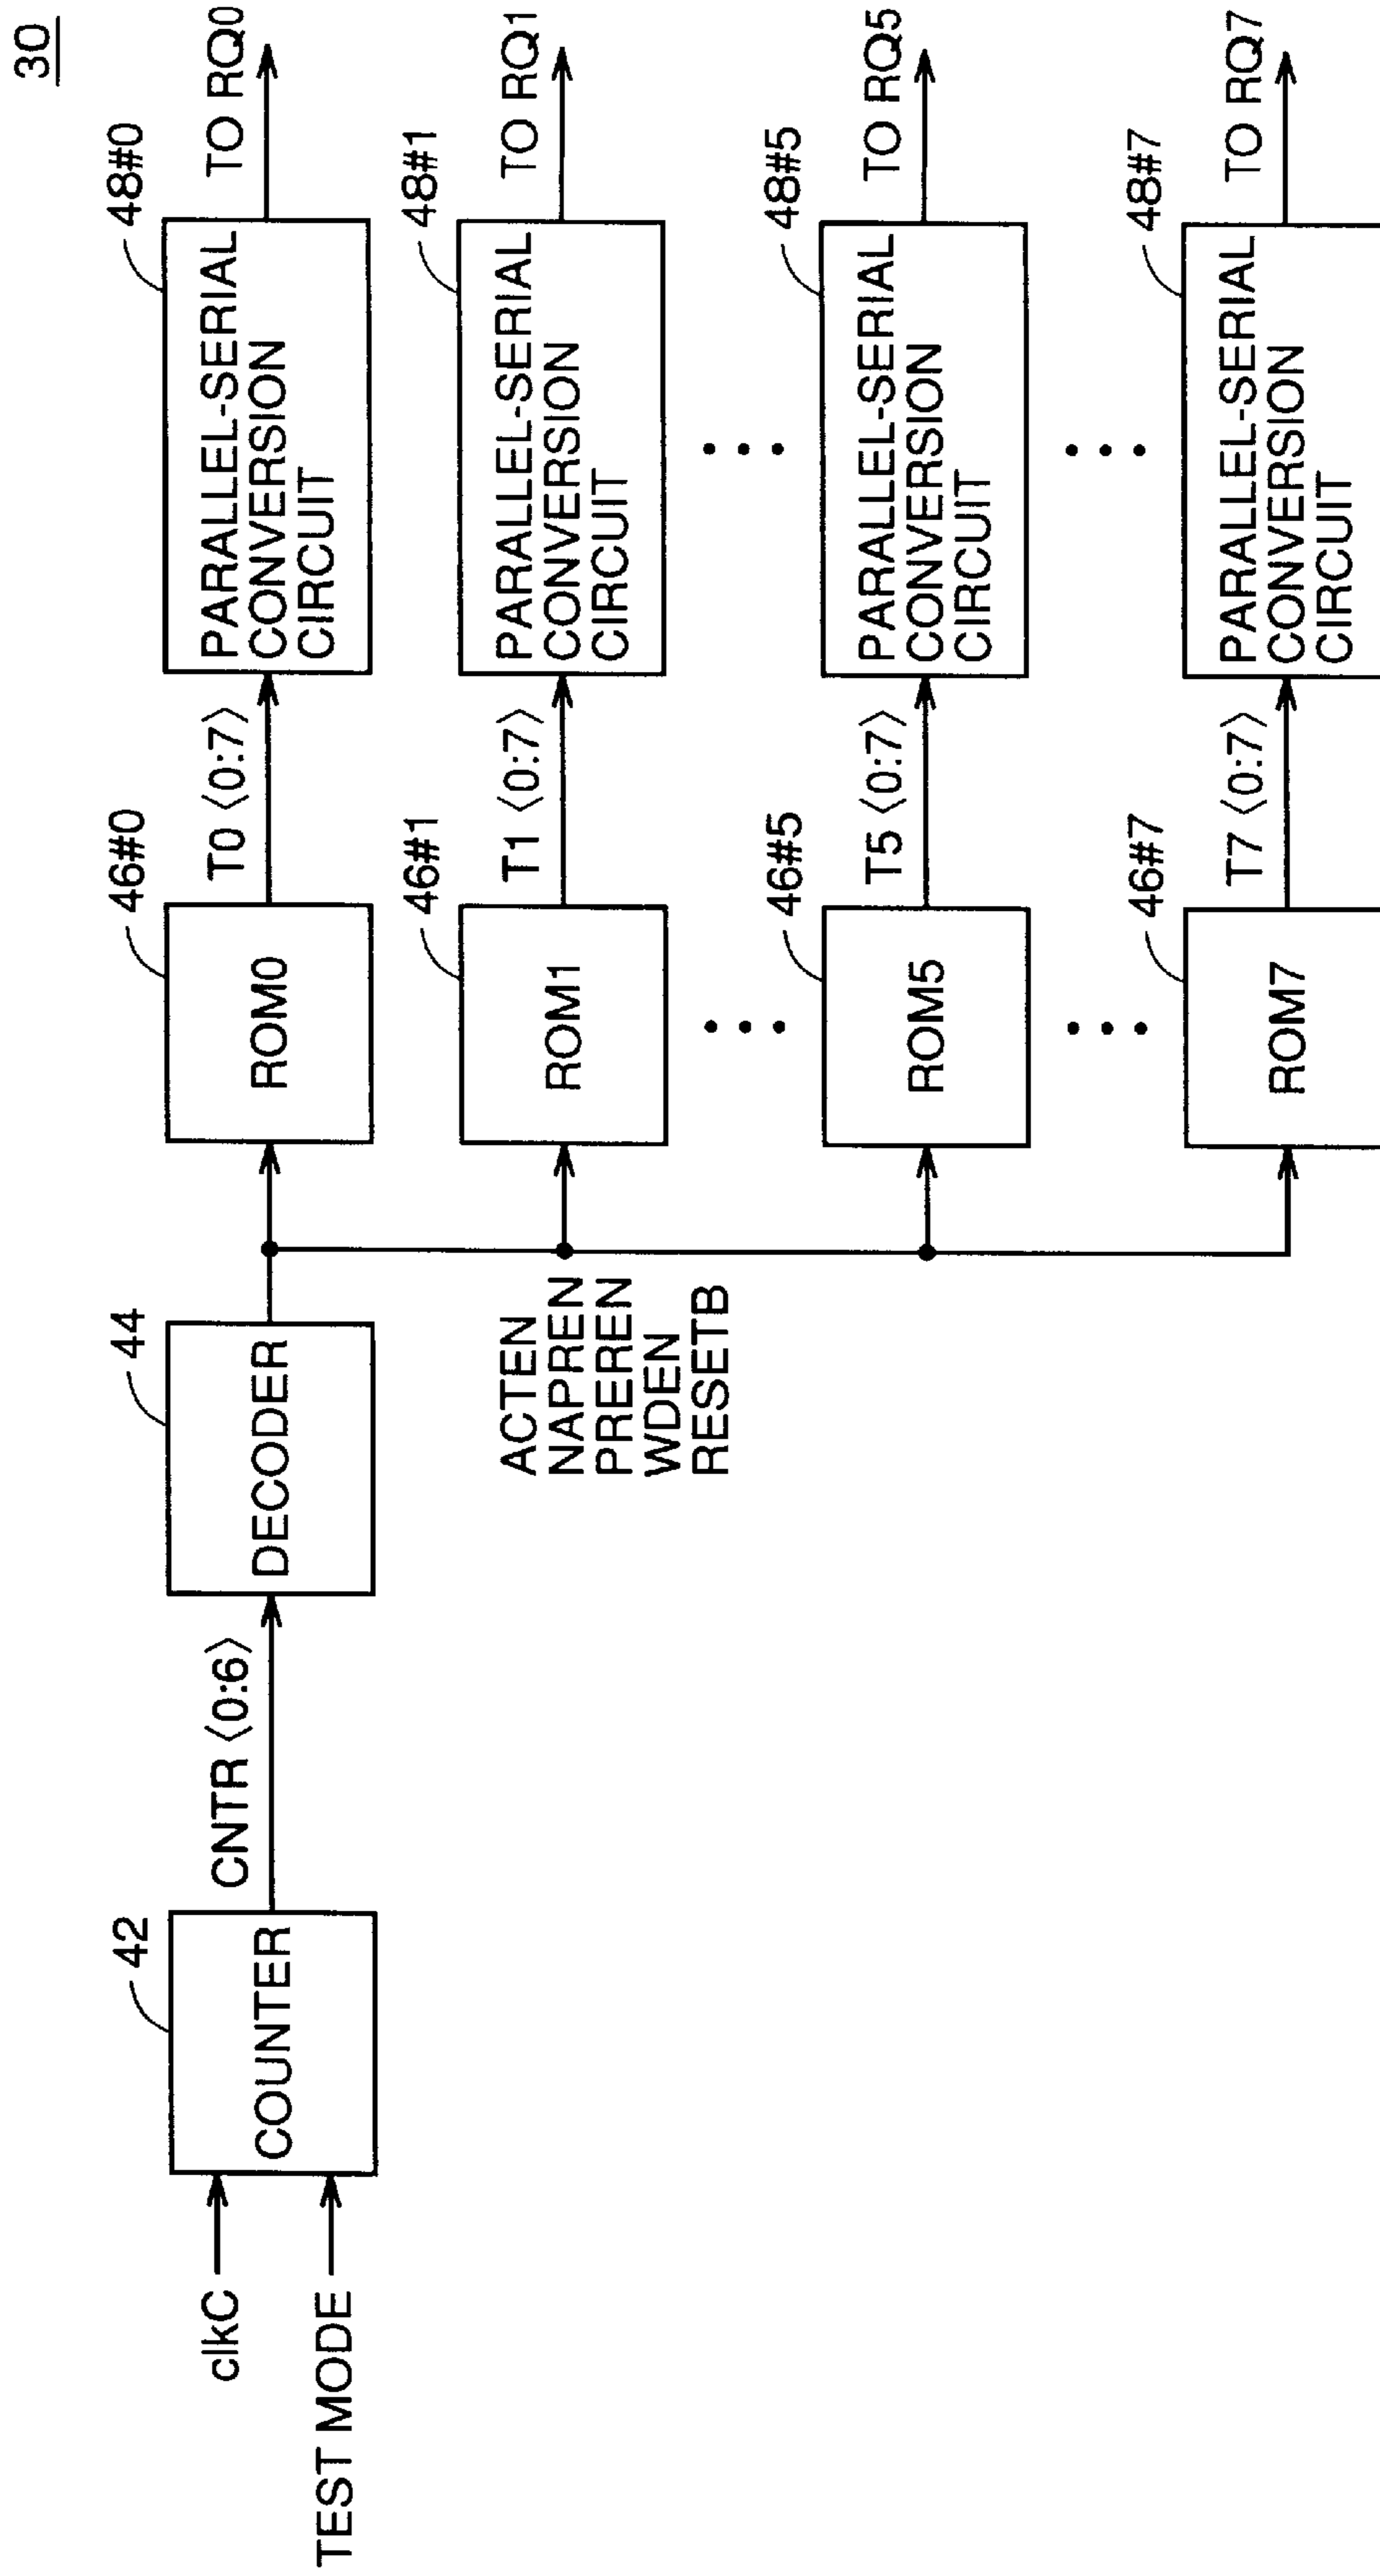 30
clkC
TEST MODE
42
COUNTER
CNTR ⟨0:6⟩
44
DECODER
ACTEN
NAPREN
PREREN
WDEN
RESETB
46#0
ROM0
T0 ⟨0:7⟩
48#0
PARALLEL-SERIAL
CONVERSION
CIRCUIT
TO RQ0
46#1
ROM1
T1 ⟨0:7⟩
48#1
PARALLEL-SERIAL
CONVERSION
CIRCUIT
TO RQ1
46#5
ROM5
T5 ⟨0:7⟩
48#5
PARALLEL-SERIAL
CONVERSION
CIRCUIT
TO RQ5
46#7
ROM7
T7 ⟨0:7⟩
48#7
PARALLEL-SERIAL
CONVERSION
CIRCUIT
TO RQ7